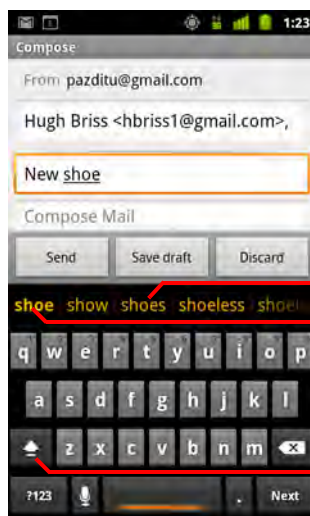 1:23
Compose
From pazditu@gmail.com
Hugh Briss <hbriss1@gmail.com>,
New shoe
Compose Mail
Send Save draft Discard
shoe show shoes shoeless
q w e r t y u i o p
a s d f g h j k l
z x c v b n m
?123 . Next